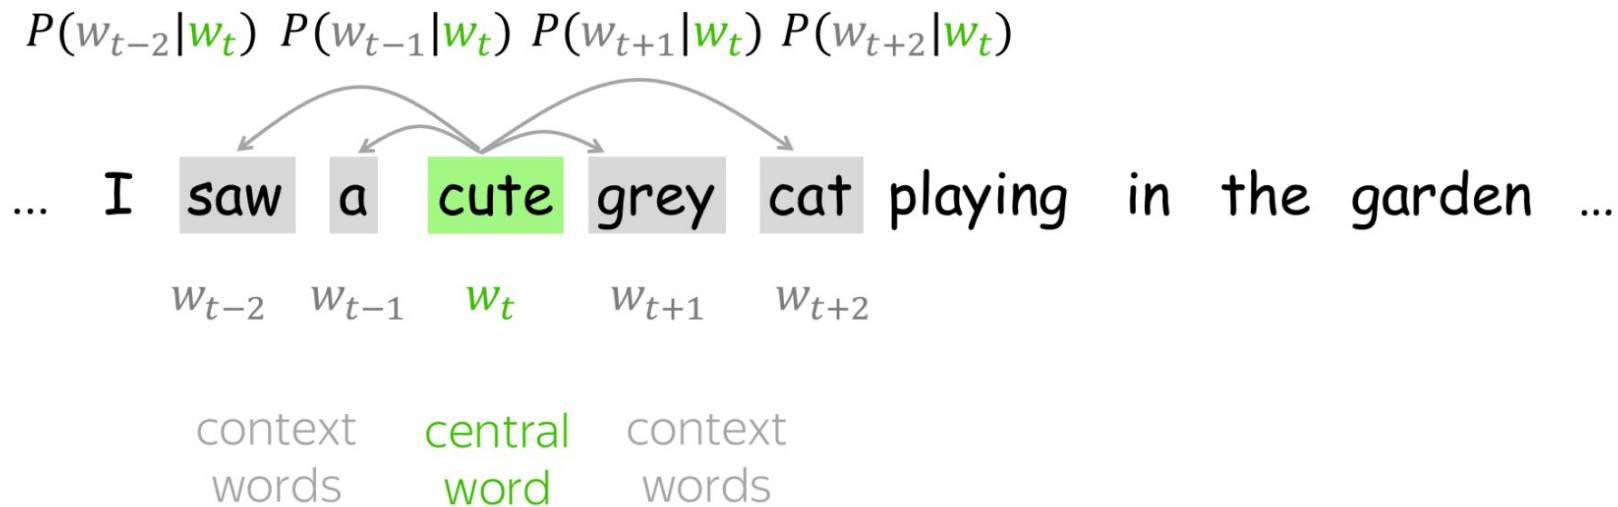 P(w_{t−2}|w_t) P(w_{t−1}|w_t) P(w_{t+1}|w_t) P(w_{t+2}|w_t)
... I saw a cute grey cat playing in the garden ...
w_{t−2} w_{t−1} w_t w_{t+1} w_{t+2}
context central context
words word words